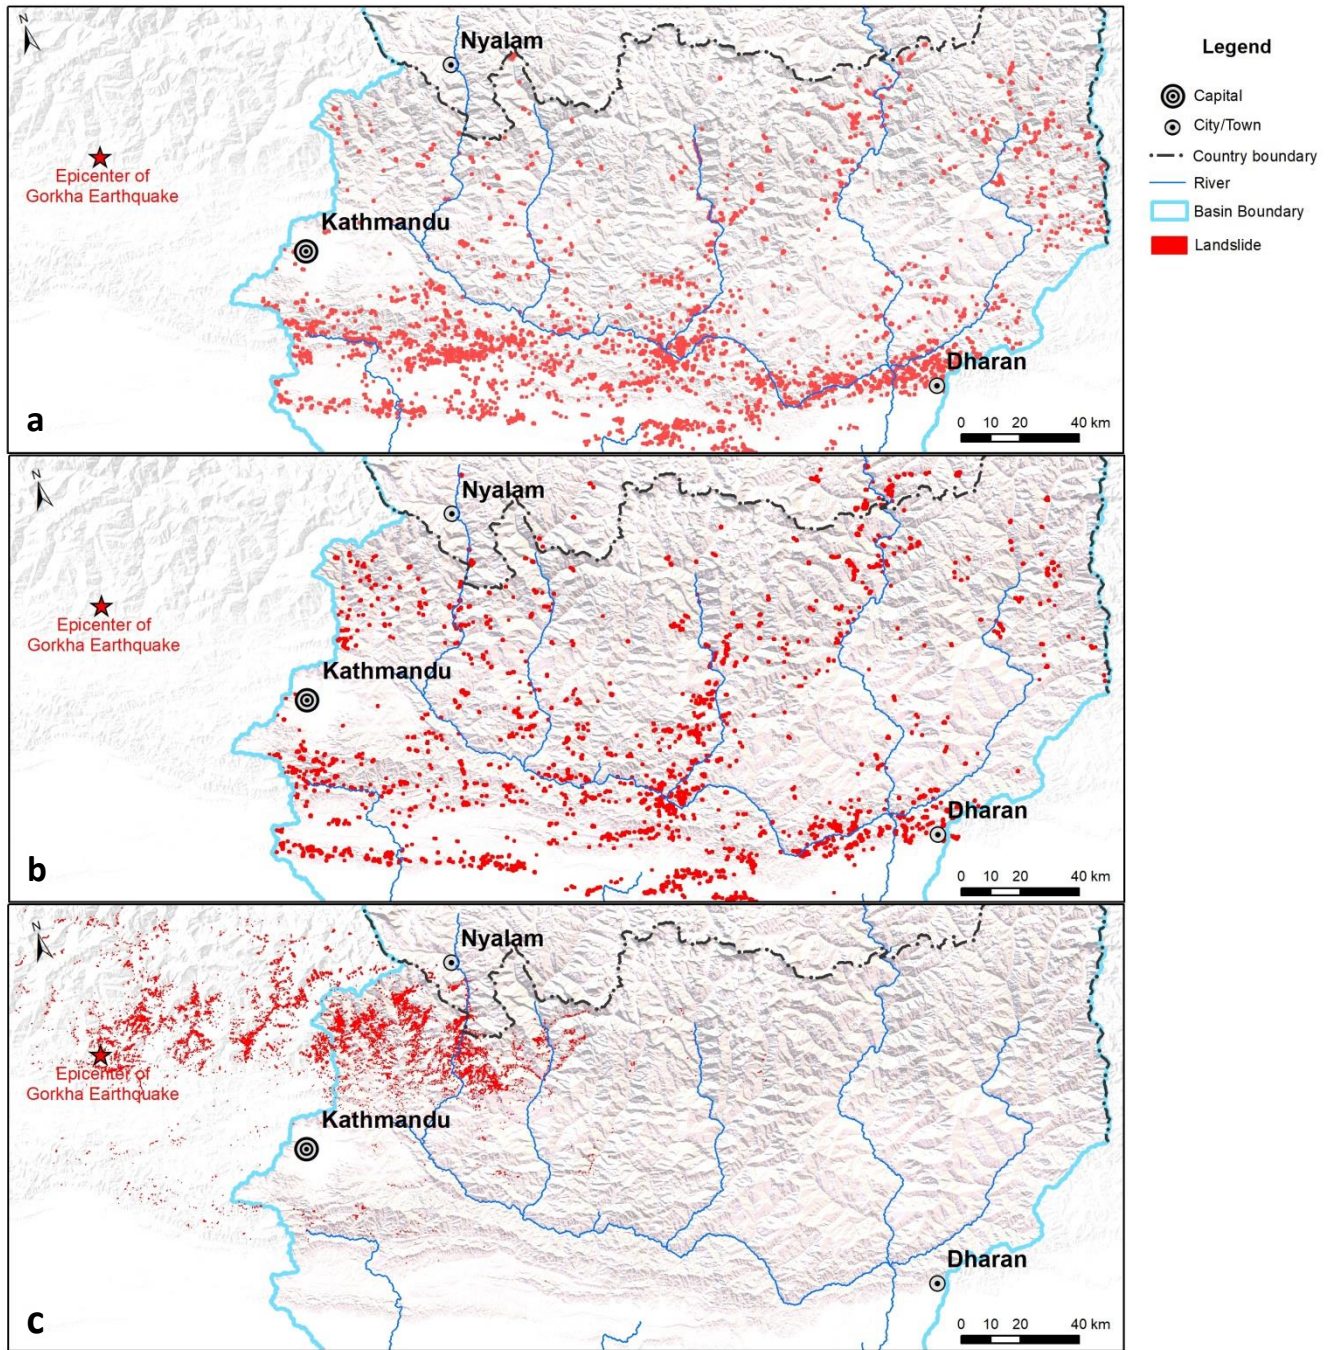 N
Nyalam
Epicenter of
Gorkha Earthquake
Kathmandu
Dharan
a
0 10 20 40 km
Legend
Capital
City/Town
Country boundary
River
Basin Boundary
Landslide
N
Nyalam
Epicenter of
Gorkha Earthquake
Kathmandu
Dharan
b
0 10 20 40 km
N
Nyalam
Epicenter of
Gorkha Earthquake
Kathmandu
Dharan
c
0 10 20 40 km